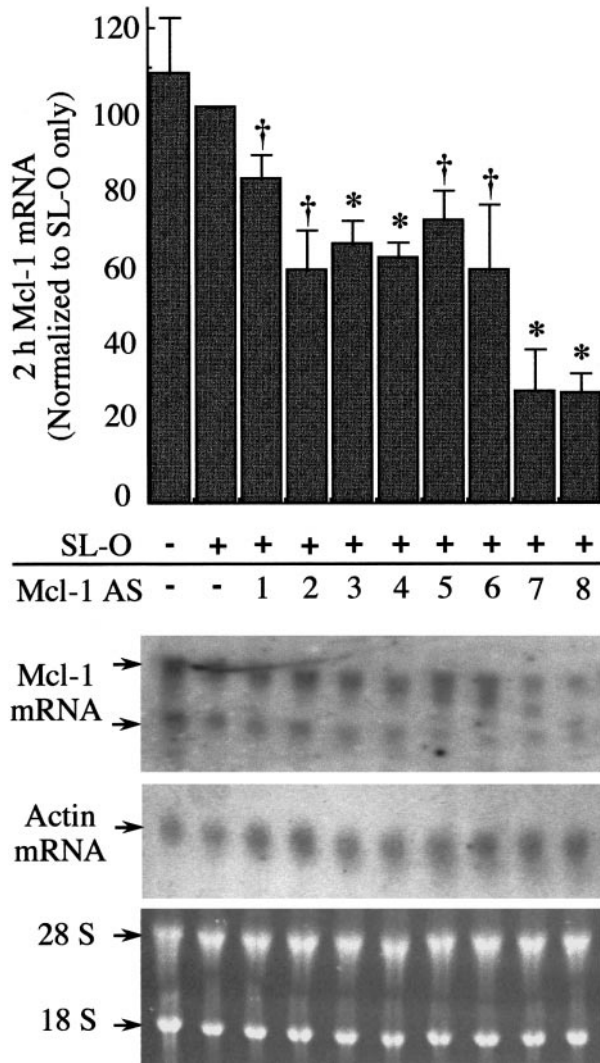 120
100
80
60
40
20
0
2 h Mcl-1 mRNA
(Normalized to SL-O only)
‡ ‡ * * ‡ ‡ * *
SL-O - + + + + + + + + +
Mcl-1 AS - - 1 2 3 4 5 6 7 8
Mcl-1
mRNA
Actin
mRNA
28 S
18 S